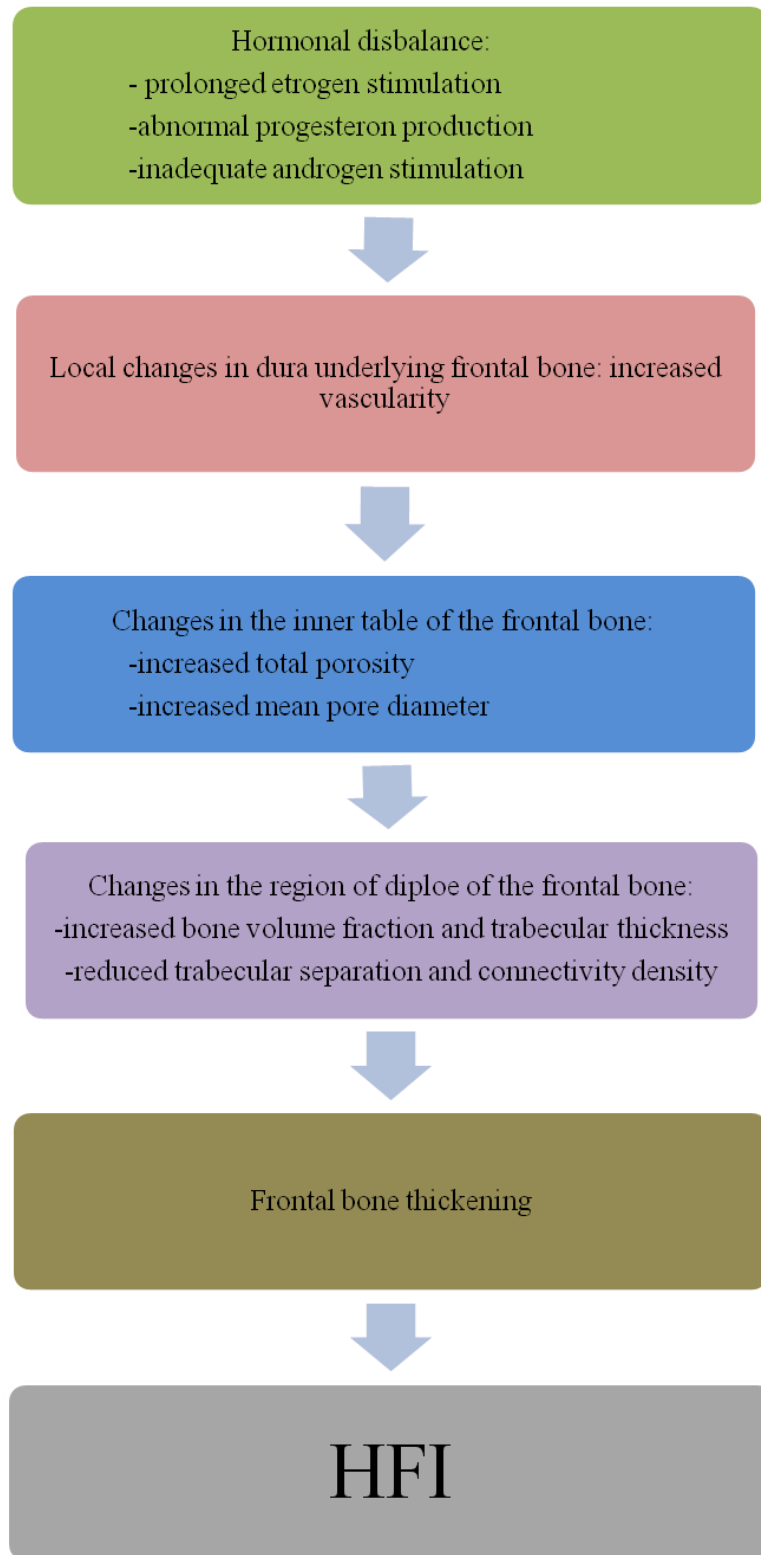 Hormonal disbalance:
- prolonged etrogen stimulation
-abnormal progesteron production
-inadequate androgen stimulation
Local changes in dura underlying frontal bone: increased
vascularity
Changes in the inner table of the frontal bone:
-increased total porosity
-increased mean pore diameter
Changes in the region of diploe of the frontal bone:
-increased bone volume fraction and trabecular thickness
-reduced trabecular separation and connectivity density
Frontal bone thickening
HFI